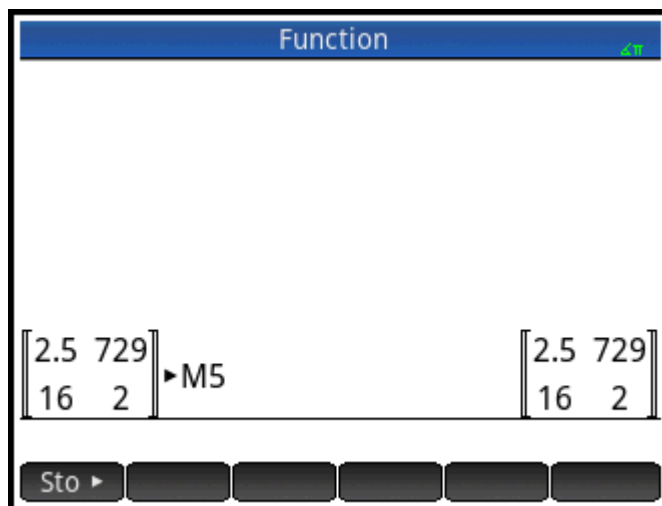 Function
∡π
[2.5 729] [2.5 729]
▶M5
[16 2] [16 2]
Sto ▶